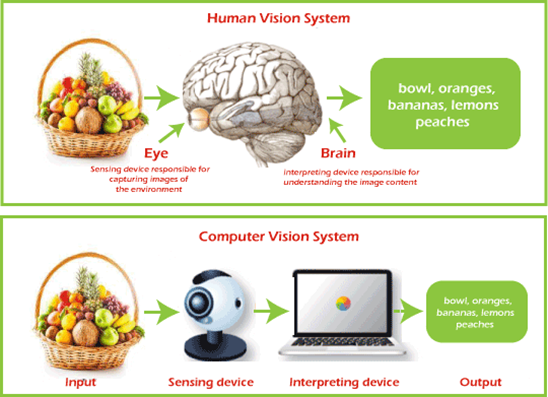 Human Vision System
bowl, oranges,
bananas, lemons
peaches
Eye
Sensing device responsible for
capturing images of
the environment
Brain
Interpreting device responsible for
understanding the image content
Computer Vision System
bowl, oranges,
bananas, lemons
peaches
Input
Sensing device
Interpreting device
Output